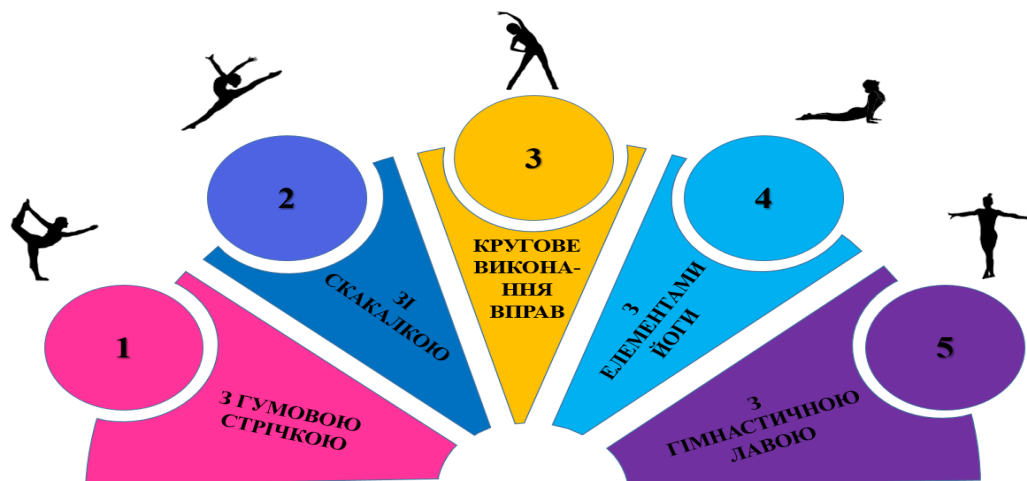 1
З ГУМОВОЮ
СТРІЧКОЮ
2
ЗІ
СКАКАЛКОЮ
3
КРУГОВЕ
ВИКОНА-
ННЯ
ВПРАВ
4
З
ЕЛЕМЕНТАМИ
ЙОГИ
5
З
ГІМНАСТИЧНОЮ
ЛАВОЮ